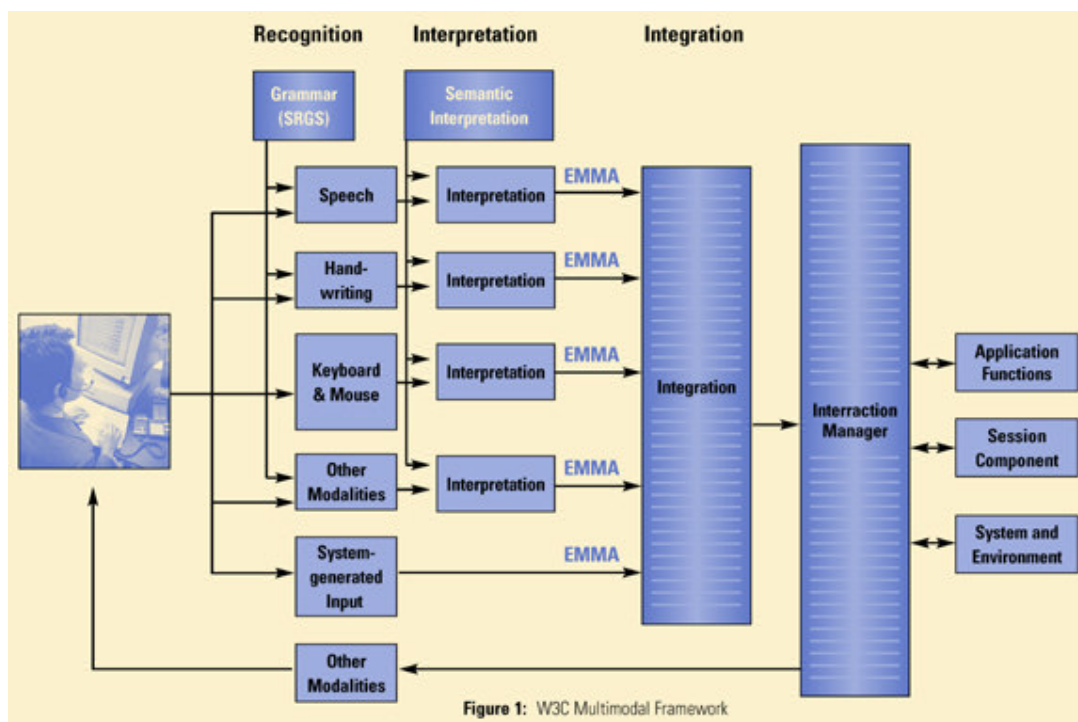 Recognition
Interpretation
Integration
Grammar
(SRGS)
Semantic
Interpretation
Speech
Interpretation
EMMA
Hand-
writing
Interpretation
EMMA
Keyboard
& Mouse
Interpretation
EMMA
Other
Modalities
Interpretation
EMMA
System-
generated
Input
EMMA
Integration
Interraction
Manager
Application
Functions
Session
Component
System and
Environment
Other
Modalities
Figure 1: W3C Multimodal Framework